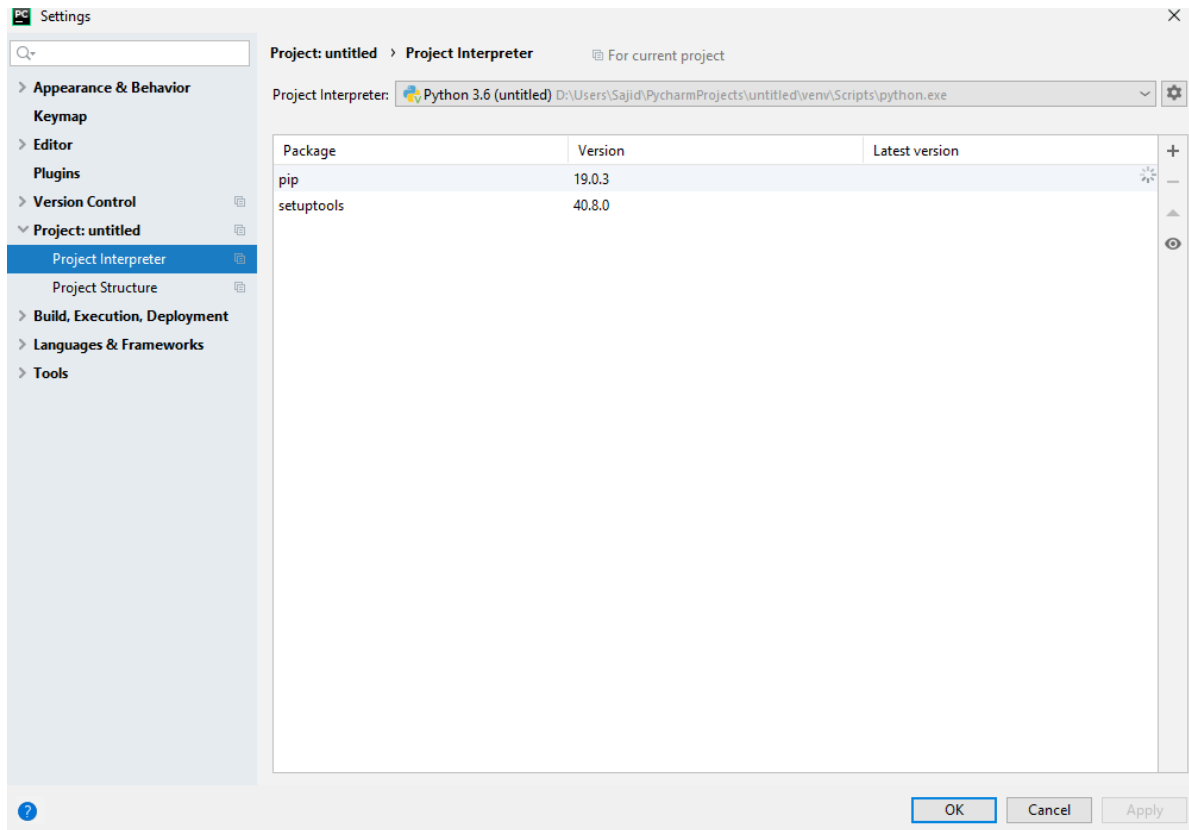 PC Settings
Project: untitled › Project Interpreter For current project
Appearance & Behavior
Keymap
Editor
Plugins
Version Control
Project: untitled
Project Interpreter
Project Structure
Build, Execution, Deployment
Languages & Frameworks
Tools
Project Interpreter: Python 3.6 (untitled) D:\Users\Sajid\PycharmProjects\untitled\venv\Scripts\python.exe
Package Version Latest version
pip 19.0.3
setuptools 40.8.0
?
OK Cancel Apply